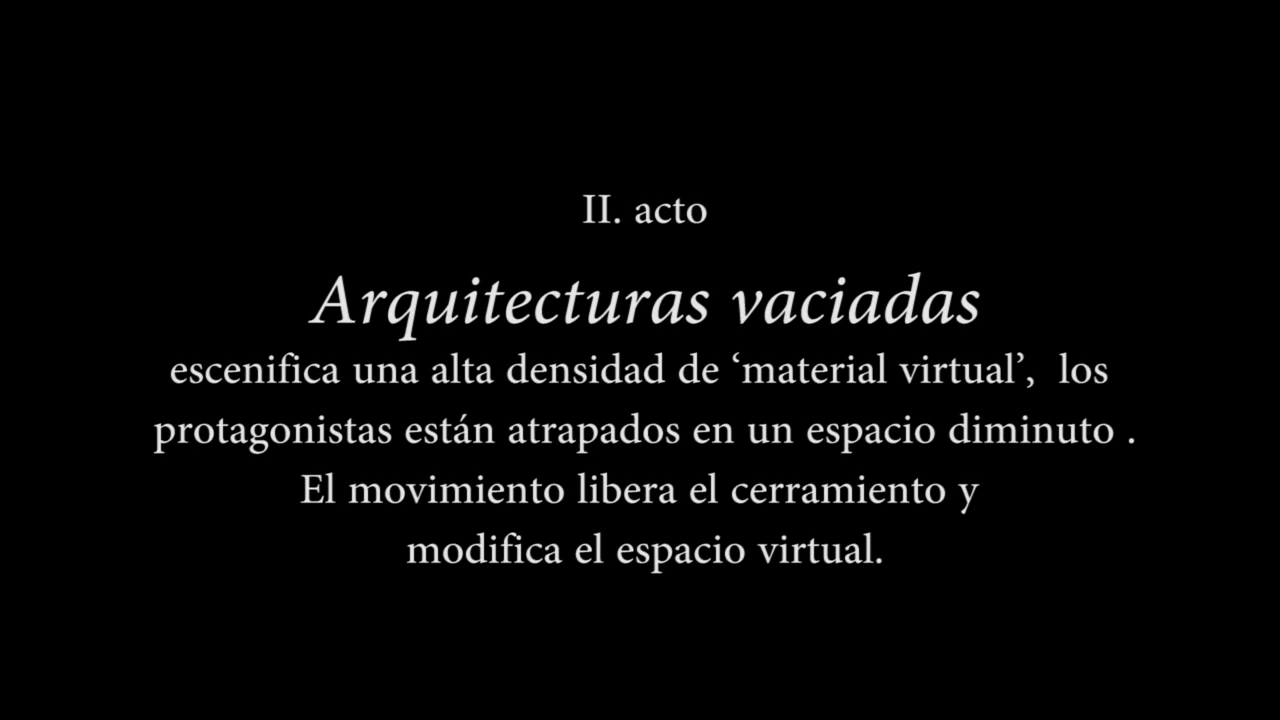 II. acto
Arquitecturas vaciadas
escenifica una alta densidad de ‘material virtual’,  los
protagonistas están atrapados en un espacio diminuto .
El movimiento libera el cerramiento y
modifica el espacio virtual.